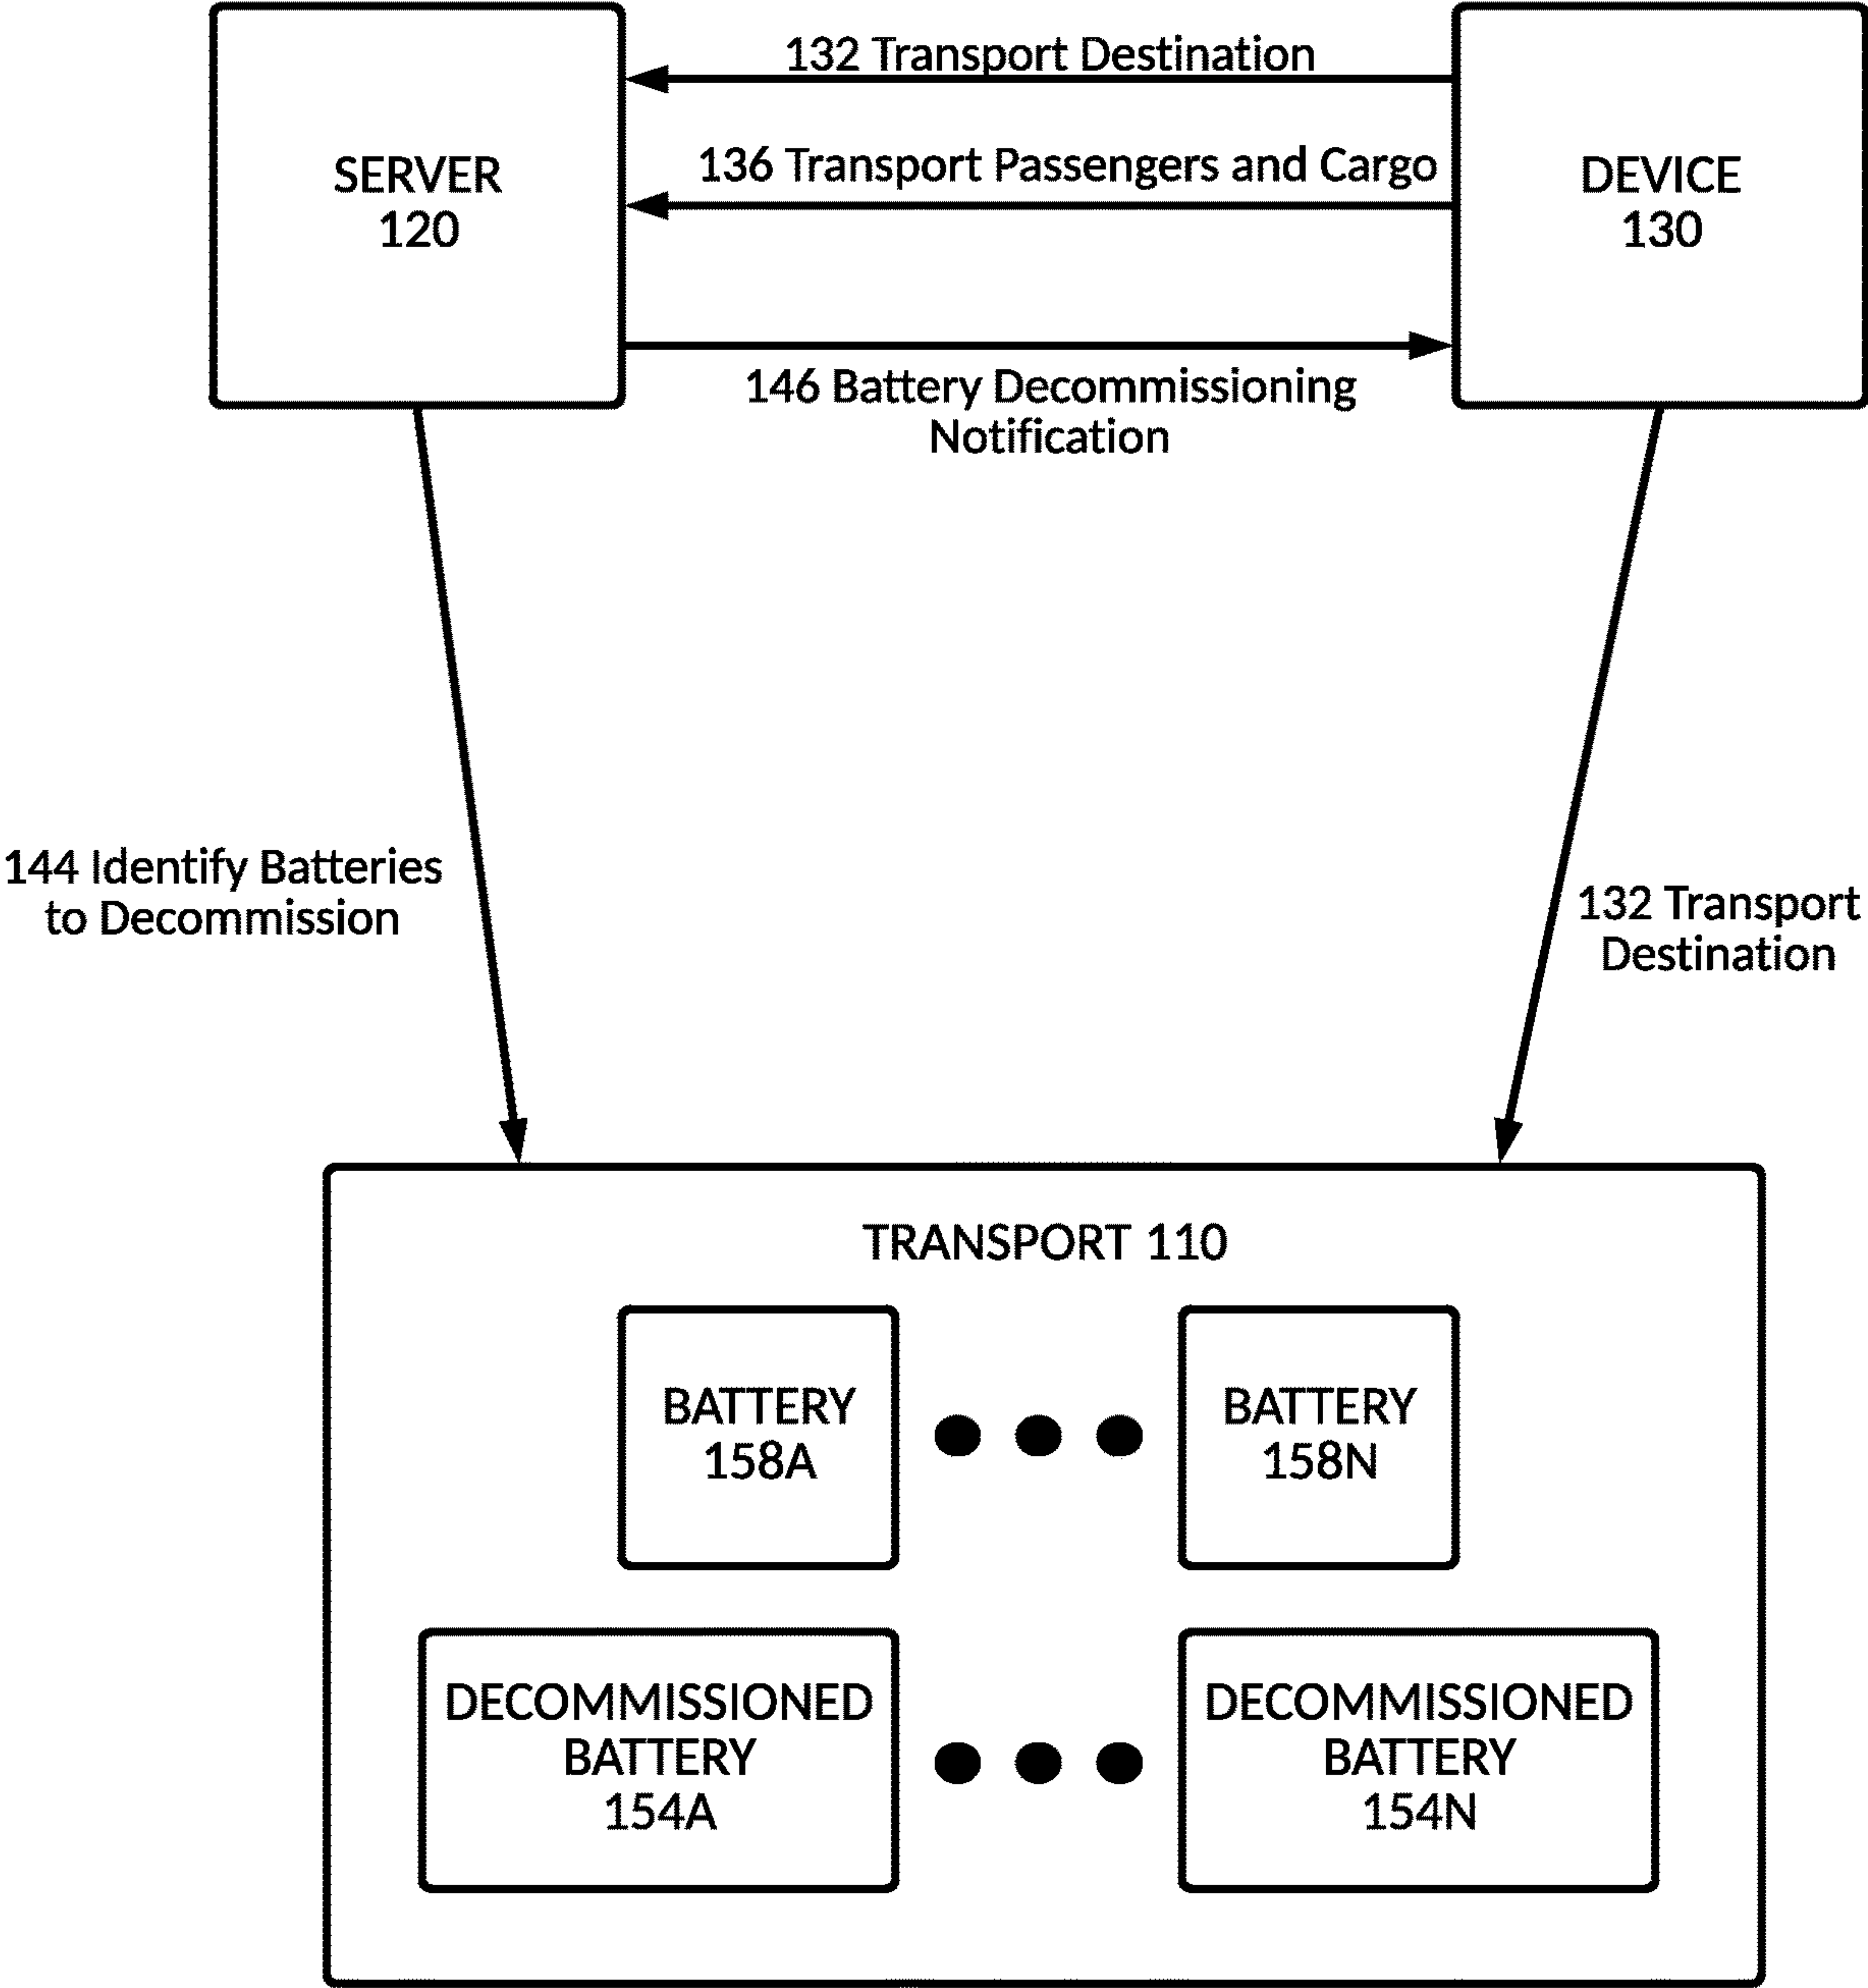 132 Transport Destination
136 Transport Passengers and Cargo
SERVER
120
DEVICE
130
146 Battery Decommissioning
Notification
144 Identify Batteries
to Decommission
132 Transport
Destination
TRANSPORT 110
BATTERY
158A
BATTERY
158N
DECOMMISSIONED
BATTERY
154A
DECOMMISSIONED
BATTERY
154N